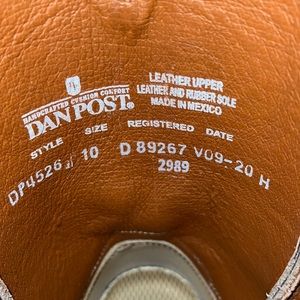 HANDCRAFTED CUSHION COMFORT
DAN POST®
LEATHER UPPER
LEATHER AND RUBBER SOLE
MADE IN MEXICO
STYLE SIZE REGISTERED DATE
DP4526 10 D 89267 V09-20 H
2989